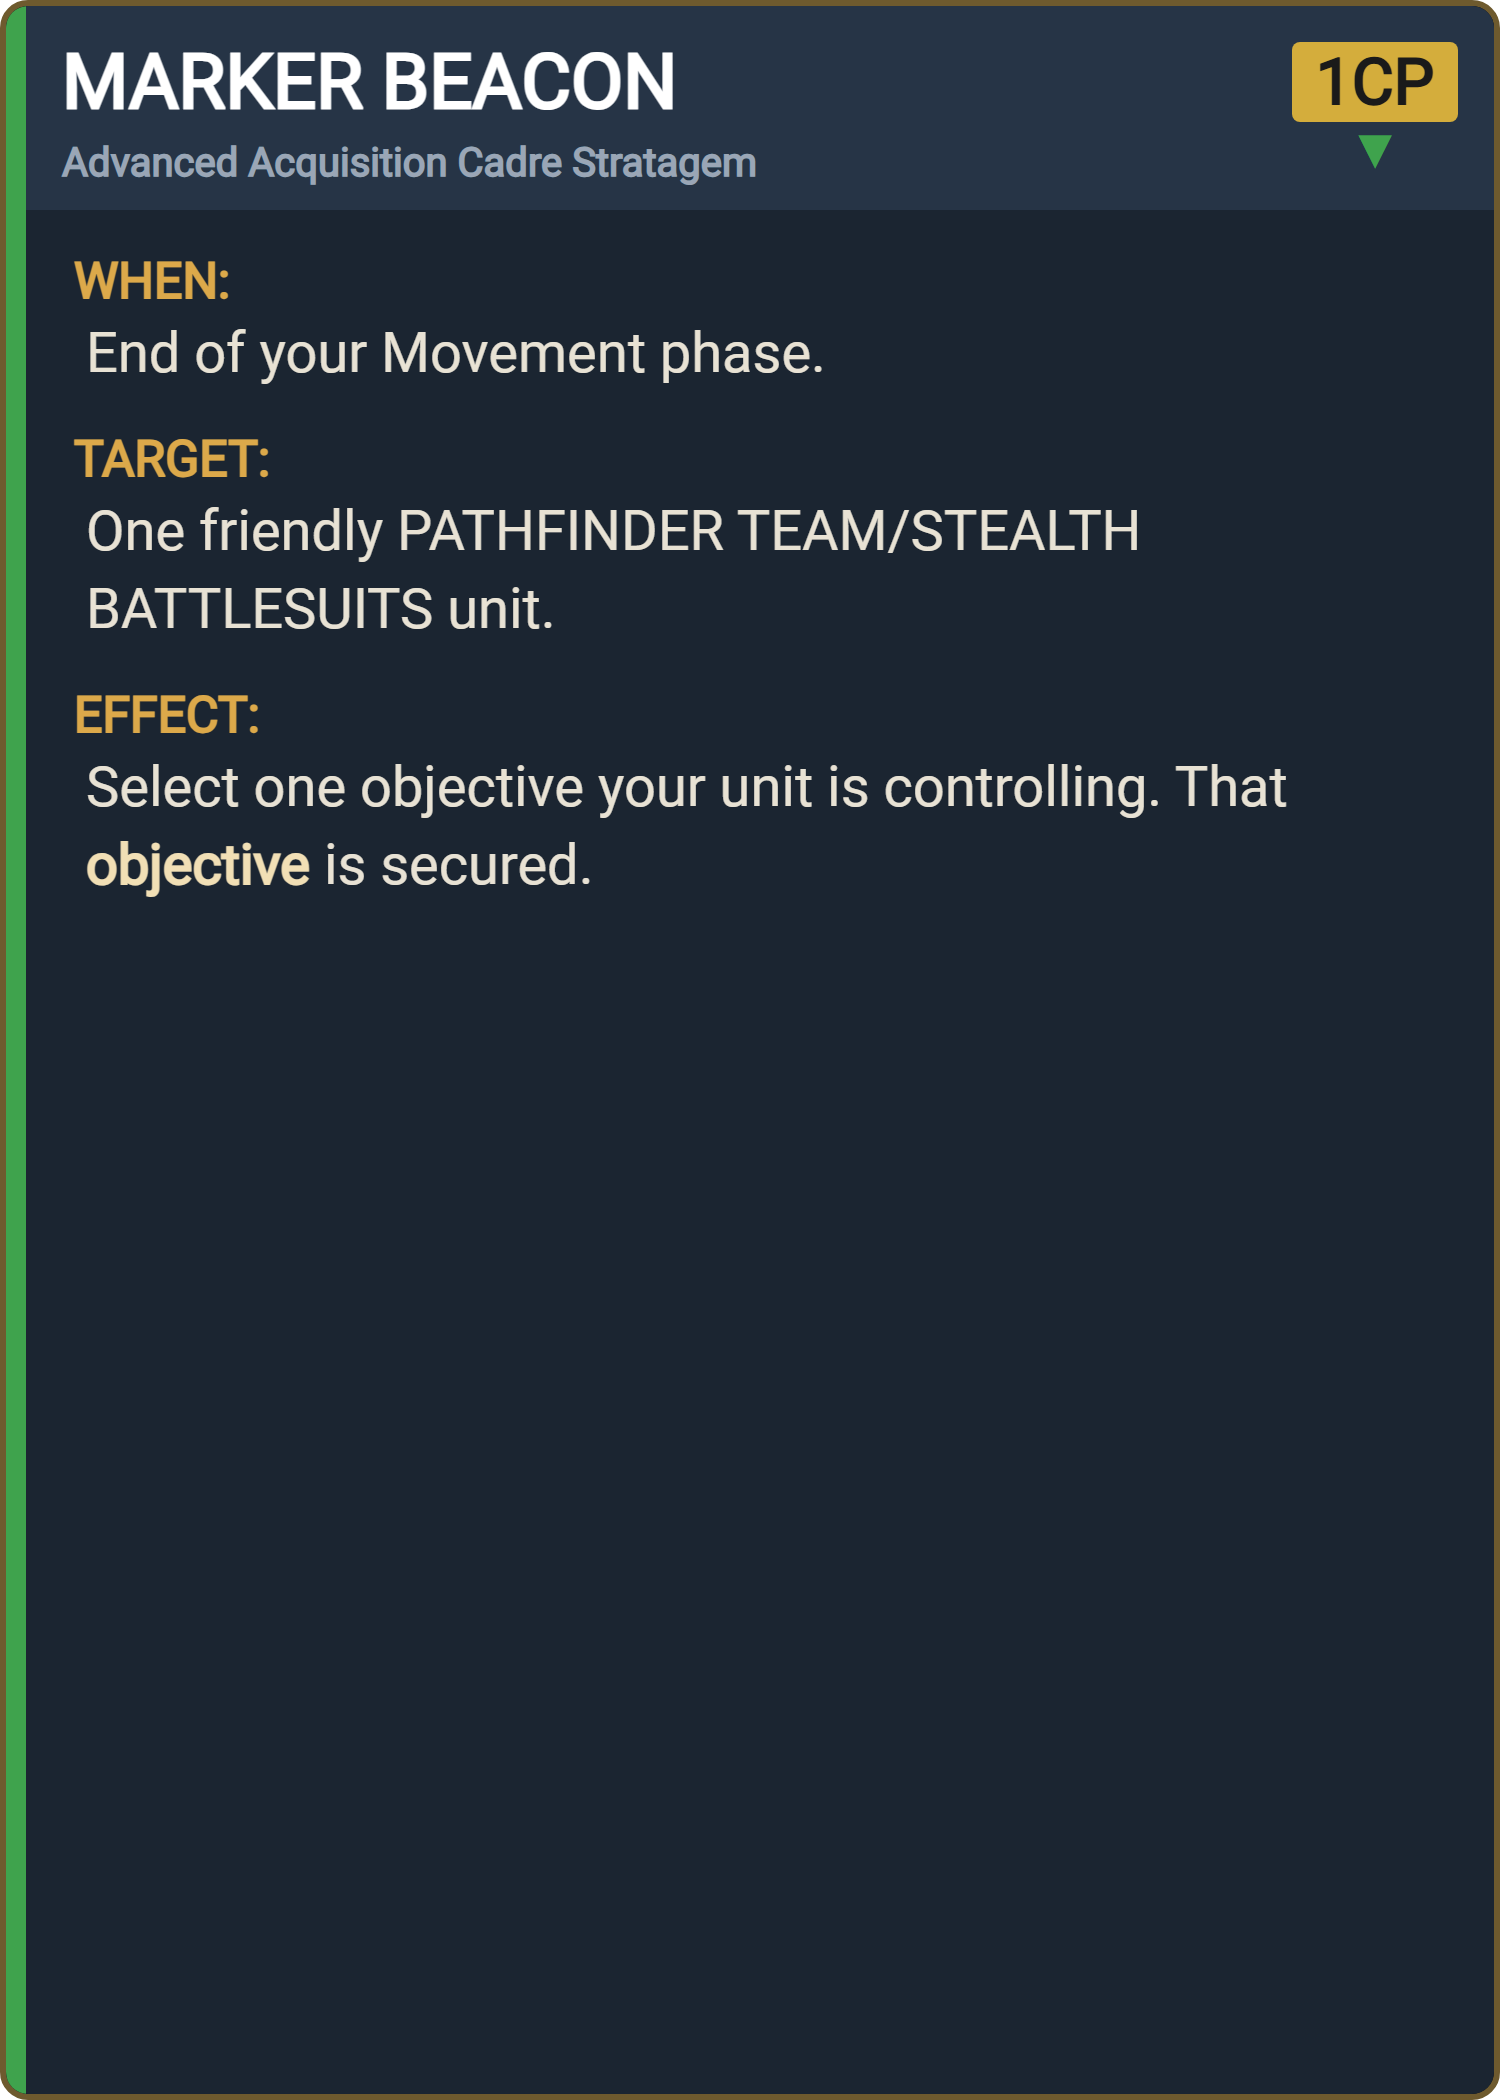 MARKER BEACON
1CP
Advanced Acquisition Cadre Stratagem
WHEN:
End of your Movement phase.
TARGET:
One friendly PATHFINDER TEAM/STEALTH
BATTLESUITS unit.
EFFECT:
Select one objective your unit is controlling. That
objective is secured.